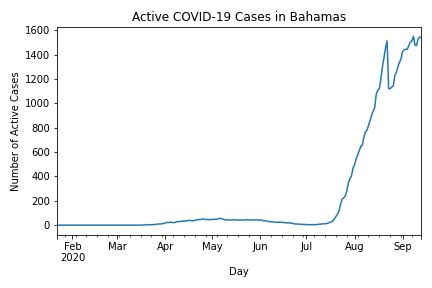 Active COVID-19 Cases in Bahamas
Number of Active Cases
1600
1400
1200
1000
800
600
400
200
0
Feb Mar Apr May Jun Jul Aug Sep
2020
Day